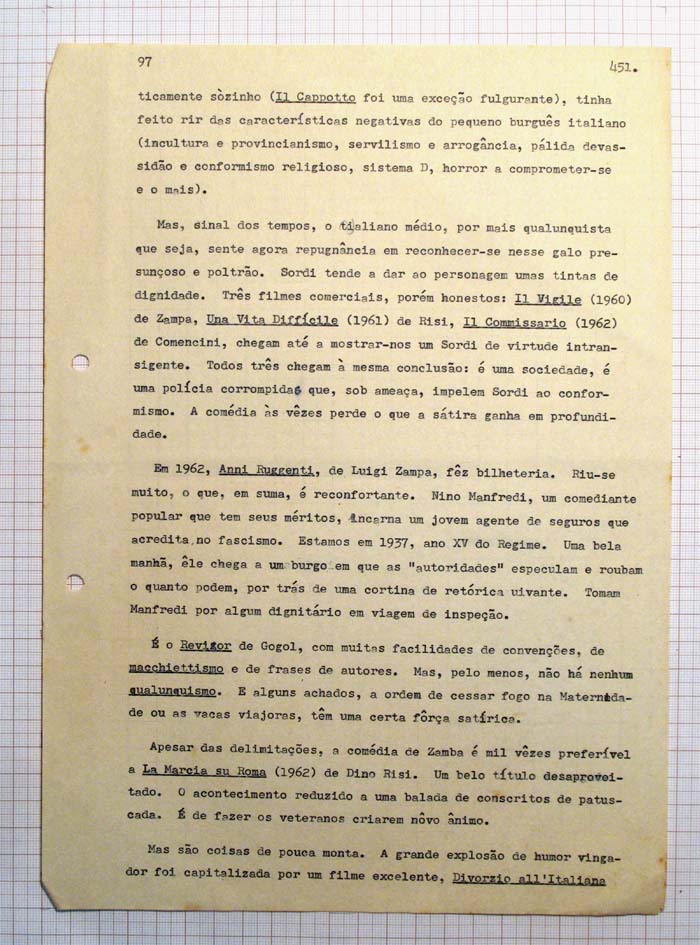 97
451.
ticamente sòzinho (Il Cappotto foi uma exceção fulgurante), tinha
feito rir das características negativas do pequeno burguês italiano
(incultura e provincianismo, servilismo e arrogância, pálida devas-
sidão e conformismo religioso, sistema D, horror a comprometer-se
e o mais).
Mas, sinal dos tempos, o italiano médio, por mais qualunquista
que seja, sente agora repugnância em reconhecer-se nesse galo pre-
sunçoso e poltrão. Sordi tende a dar ao personagem umas tintas de
dignidade. Três filmes comerciais, porém honestos: Il Vigile (1960)
de Zampa, Una Vita Diffícile (1961) de Risi, Il Commissario (1962)
de Comencini, chegam até a mostrar-nos um Sordi de virtude intran-
sigente. Todos três chegam à mesma conclusão: é uma sociedade, é
uma polícia corrompidas que, sob ameaça, impelem Sordi ao confor-
mismo. A comédia às vêzes perde o que a sátira ganha em profundi-
dade.
Em 1962, Anni Ruggenti, de Luigi Zampa, fêz bilheteria. Riu-se
muito, o que, em suma, é reconfortante. Nino Manfredi, um comediante
popular que tem seus méritos, incarna um jovem agente de seguros que
acredita no fascismo. Estamos em 1937, ano XV do Regime. Uma bela
manhã, êle chega a um burgo em que as "autoridades" especulam e roubam
o quanto podem, por trás de uma cortina de retórica uivante. Tomam
Manfredi por algum dignitário em viagem de inspeção.
É o Revizor de Gogol, com muitas facilidades de convenções, de
macchiettismo e de frases de autores. Mas, pelo menos, não há nenhum
qualunquismo. E alguns achados, a ordem de cessar fogo na Maternida-
de ou as vacas viajoras, têm uma certa fôrça satírica.
Apesar das delimitações, a comédia de Zamba é mil vêzes preferível
a La Marcia su Roma (1962) de Dino Risi. Um belo título desaprovei-
tado. O acontecimento reduzido a uma balada de conscritos de patus-
cada. É de fazer os veteranos criarem nôvo ânimo.
Mas são coisas de pouca monta. A grande explosão de humor vinga-
dor foi capitalizada por um filme excelente, Divorzio all'Italiana